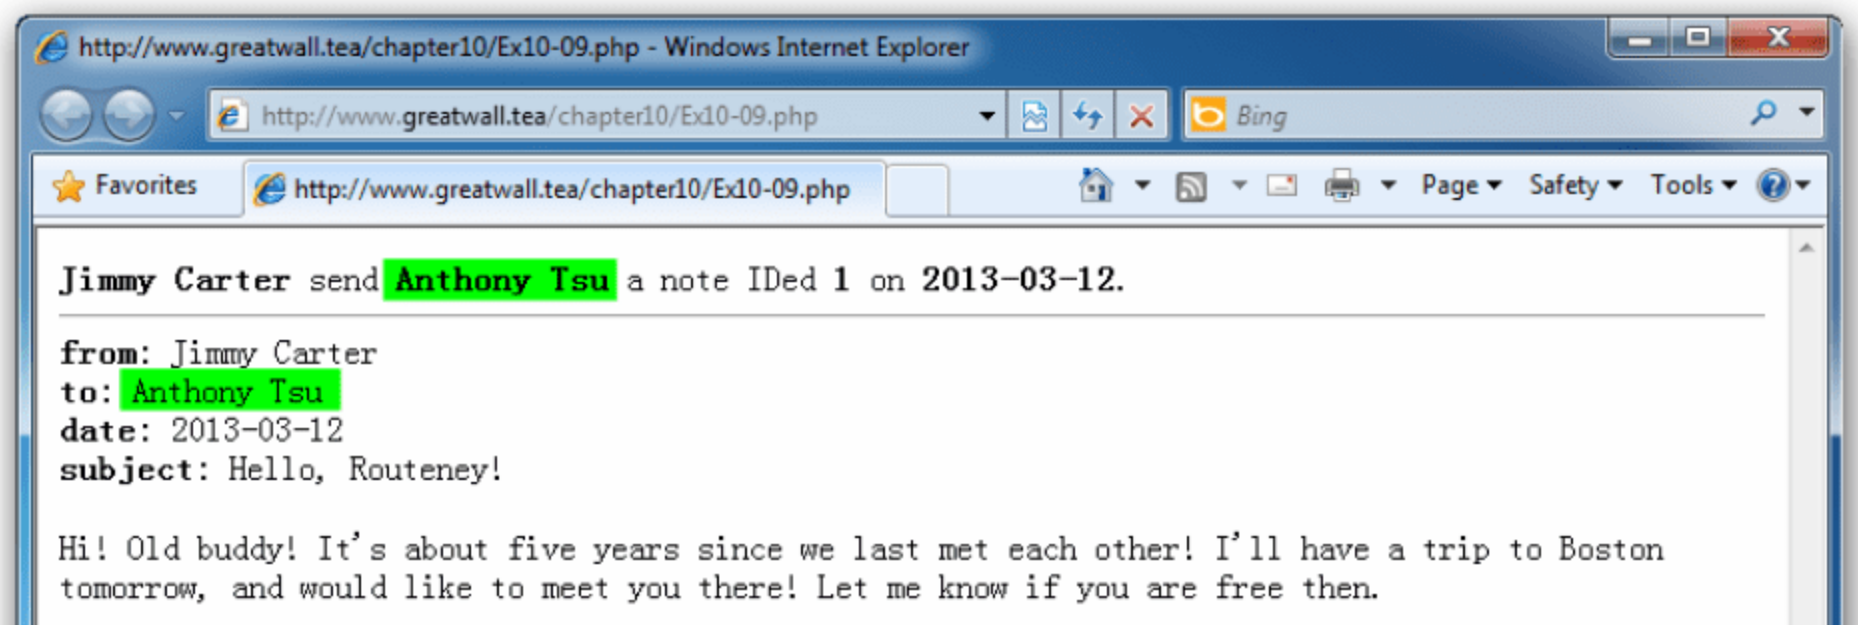 http://www.greatwall.tea/chapter10/Ex10-09.php - Windows Internet Explorer
http://www.greatwall.tea/chapter10/Ex10-09.php Bing
Favorites http://www.greatwall.tea/chapter10/Ex10-09.php Page Safety Tools
Jimmy Carter send Anthony Tsu a note IDed 1 on 2013-03-12.
from: Jimmy Carter
to: Anthony Tsu
date: 2013-03-12
subject: Hello, Routeney!
Hi! Old buddy! It's about five years since we last met each other! I'll have a trip to Boston
tomorrow, and would like to meet you there! Let me know if you are free then.